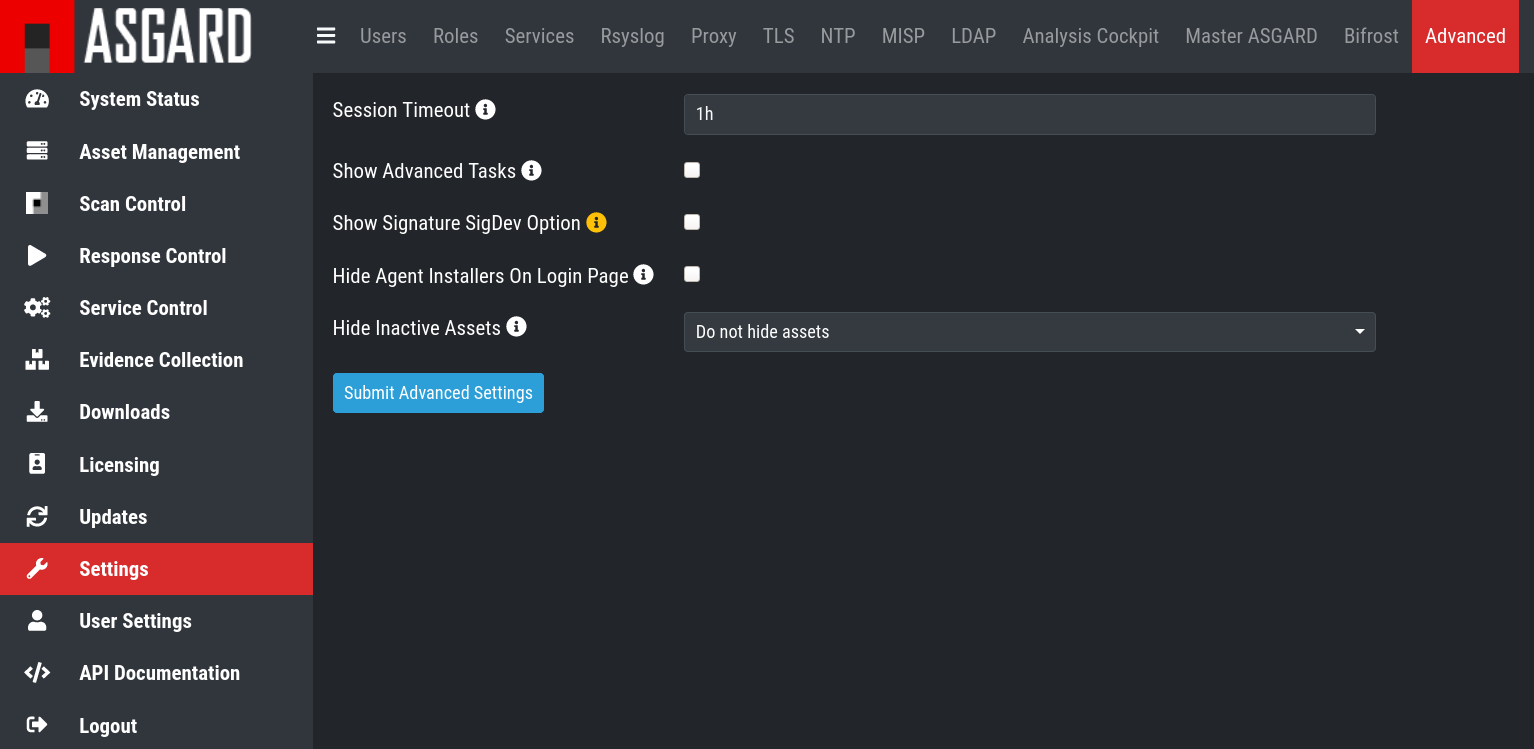 ASGARD
Users Roles Services Rsyslog Proxy TLS NTP MISP LDAP Analysis Cockpit Master ASGARD Bifrost Advanced
System Status
Asset Management
Scan Control
Response Control
Service Control
Evidence Collection
Downloads
Licensing
Updates
Settings
User Settings
API Documentation
Logout
Session Timeout
1h
Show Advanced Tasks
Show Signature SigDev Option
Hide Agent Installers On Login Page
Hide Inactive Assets
Do not hide assets
Submit Advanced Settings